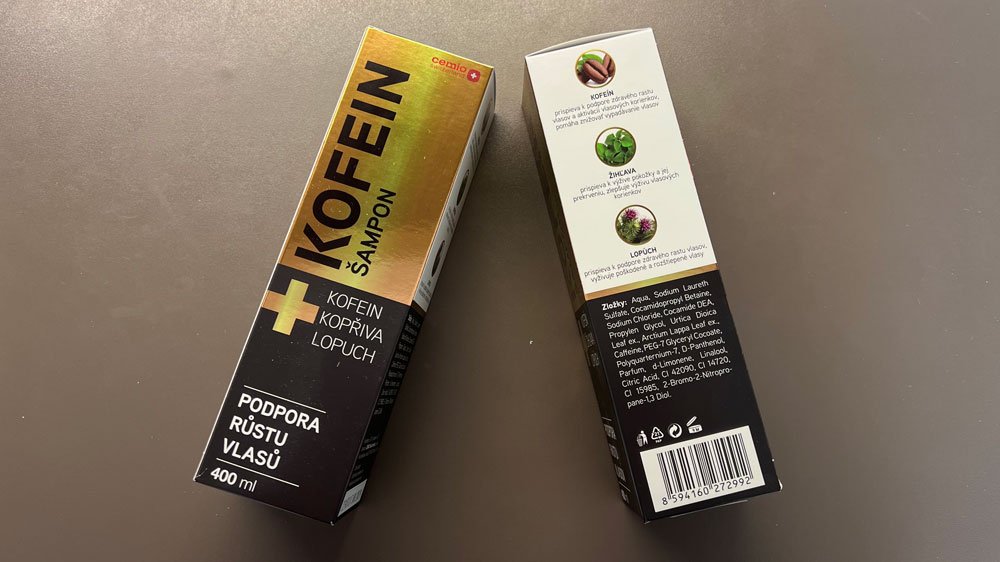 cemio
KOFEIN
ŠAMPON
KOFEIN
KOPŘIVA
LOPUCH
PODPORA
RŮSTU
VLASŮ
400 ml
KOFEÍN
prispieva k podpore zdravého rastu
vlasov a aktivácii vlasových korienkov,
pomáha znižovať vypadávanie vlasov
ŽIHĽAVA
prispieva k výžive pokožky a jej
prekrveniu, zlepšuje výživu vlasových
korienkov
LOPÚCH
prispieva k podpore zdravého rastu vlasov,
vyživuje poškodené a rozštiepené vlasy
Zložky: Aqua, Sodium Laureth
Sulfate, Cocamidopropyl Betaine,
Sodium Chloride, Cocamide DEA,
Propylen Glycol, Urtica Dioica
Leaf ex., Arctium Lappa Leaf ex.,
Caffeine, PEG-7 Glyceryl Cocoate,
Polyquarternium-7, D-Panthenol,
Parfum, d-Limonene, Linalool,
Citric Acid, CI 42090, CI 14720,
CI 15985, 2-Bromo-2-Nitropro-
pane-1,3 Diol.
8 594160 272992